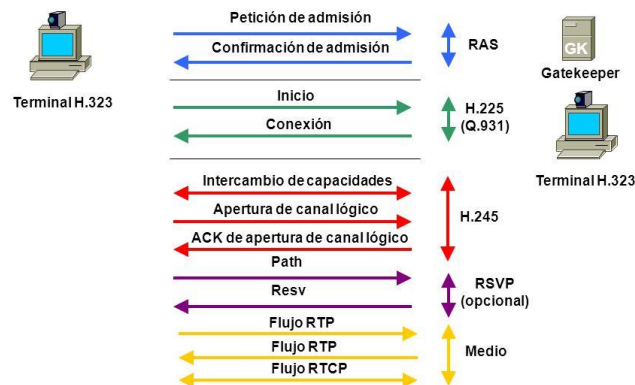 Petición de admisión
Confirmación de admisión
RAS
GK
Gatekeeper
Terminal H.323
Inicio
Conexión
H.225
(Q.931)
Terminal H.323
Intercambio de capacidades
Apertura de canal lógico
ACK de apertura de canal lógico
H.245
Path
Resv
RSVP
(opcional)
Flujo RTP
Flujo RTP
Flujo RTCP
Medio